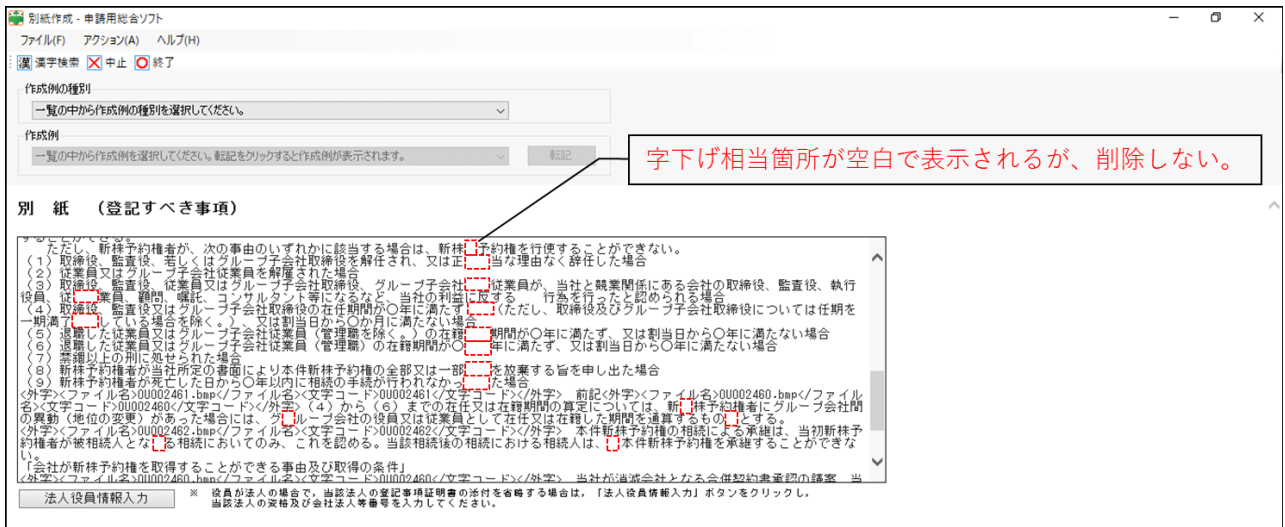 別紙作成 - 申請用総合ソフト
ファイル(F) アクション(A) ヘルプ(H)
漢 漢字検索 中止 終了
作成例の種別
一覧の中から作成例の種別を選択してください。
作成例
一覧の中から作成例を選択してください。転記をクリックすると作成例が表示されます。 転記
字下げ相当箇所が空白で表示されるが、削除しない。
別 紙 (登記すべき事項)
することができる。
ただし、新株予約権者が、次の事由のいずれかに該当する場合は、新株 予約権を行使することができない。
(1)取締役、監査役、若しくはグループ子会社取締役を解任され、又は正 当な理由なく辞任した場合
(2)従業員又はグループ子会社従業員を解雇された場合
(3)取締役、監査役、従業員又はグループ子会社取締役、グループ子会社 従業員が、当社と競業関係にある会社の取締役、監査役、執行
役員、従 業員、顧問、嘱託、コンサルタント等になるなど、当社の利益に反する 行為を行ったと認められる場合
(4)取締役、監査役又はグループ子会社取締役の在任期間が〇年に満たず (ただし、取締役及びグループ子会社取締役については任期を
一期満了 している場合を除く。)、又は割当日から〇か月に満たない場合
(5)退職した従業員又はグループ子会社従業員(管理職を除く。)の在籍 期間が〇年に満たず、又は割当日から〇年に満たない場合
(6)退職した従業員又はグループ子会社従業員(管理職)の在籍期間が〇 年に満たず、又は割当日から〇年に満たない場合
(7)禁錮以上の刑に処せられた場合
(8)新株予約権者が当社所定の書面により本件新株予約権の全部又は一部 を放棄する旨を申し出た場合
(9)新株予約権者が死亡した日から〇年以内に相続の手続が行われなかっ た場合
<外字><ファイル名>0U002461.bmp</ファイル名><文字コード>0U002461</文字コード></外字> 前記<外字><ファイル名>0U002460.bmp</ファイル
名><文字コード>0U002460</文字コード></外字>(4)から(6)までの在任又は在籍期間の算定については、新 株予約権者にグループ会社間
の異動(地位の変更)があった場合には、グ ループ会社の役員又は従業員として在任又は在籍した期間を通算するもの とする。
<外字><ファイル名>0U002462.bmp</ファイル名><文字コード>0U002462</文字コード></外字> 本件新株予約権の相続による承継は、当初新株予
約権者が被相続人とな る相続においてのみ、これを認める。当該相続後の相続における相続人は、 本件新株予約権を承継することができな
い。
「会社が新株予約権を取得することができる事由及び取得の条件」
<外字><ファイル名>0U002460.bmp</ファイル名><文字コード>0U002460</文字コード></外字> 当社が消滅会社となる合併契約書承認の議案、当
法人役員情報入力
※ 役員が法人の場合で，当該法人の登記事項証明書の添付を省略する場合は，「法人役員情報入力」ボタンをクリックし，
当該法人の資格及び会社法人等番号を入力してください。